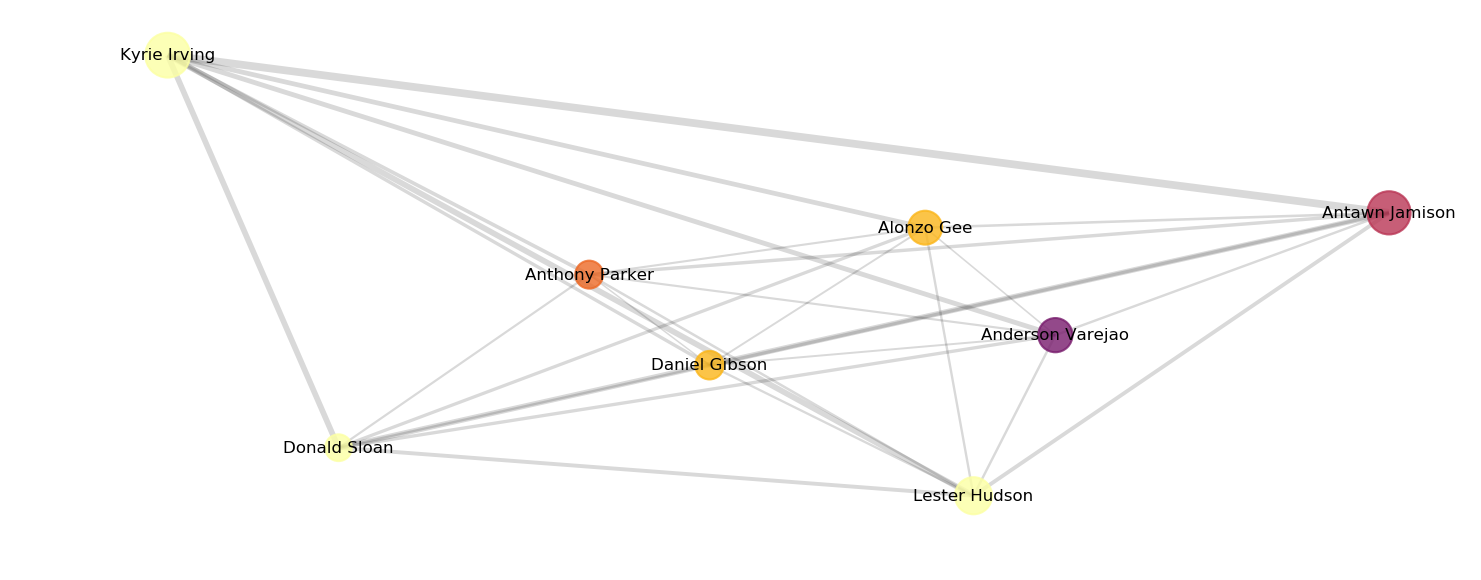 Kyrie Irving
Antawn Jamison
Alonzo Gee
Anthony Parker
Anderson Varejao
Daniel Gibson
Donald Sloan
Lester Hudson